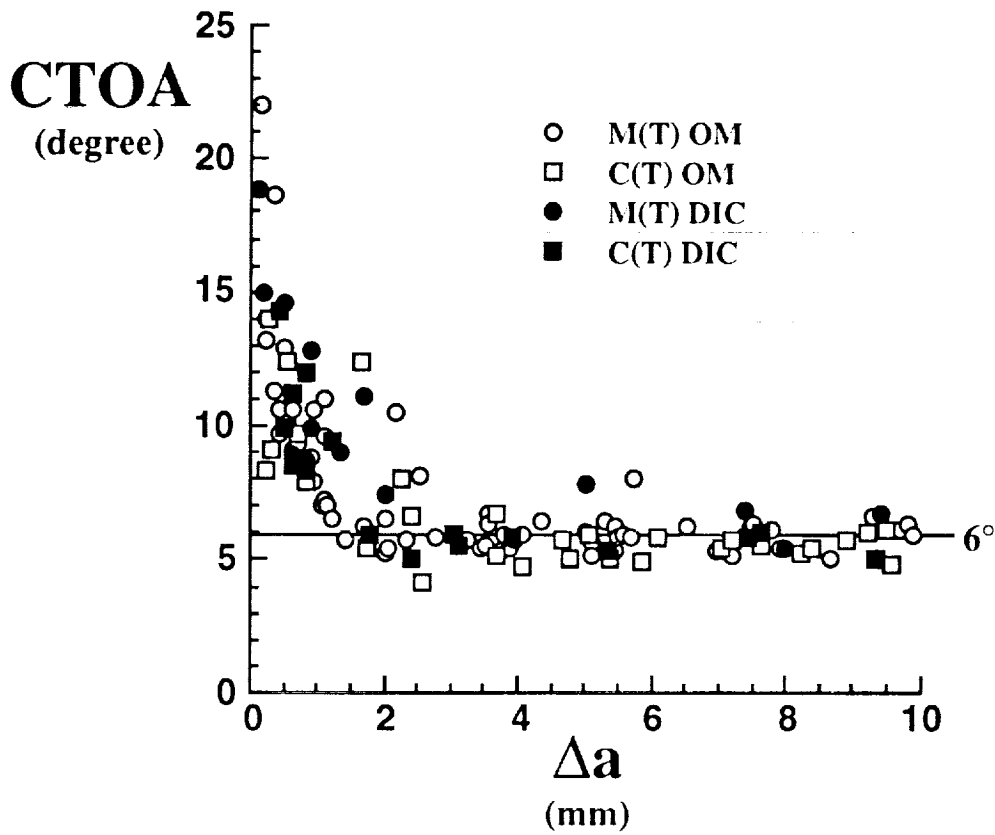 25
CTOA
(degree)
20
15
10
5
0
M(T) OM
C(T) OM
M(T) DIC
C(T) DIC
6°
0 2 4 6 8 10
Δa
(mm)